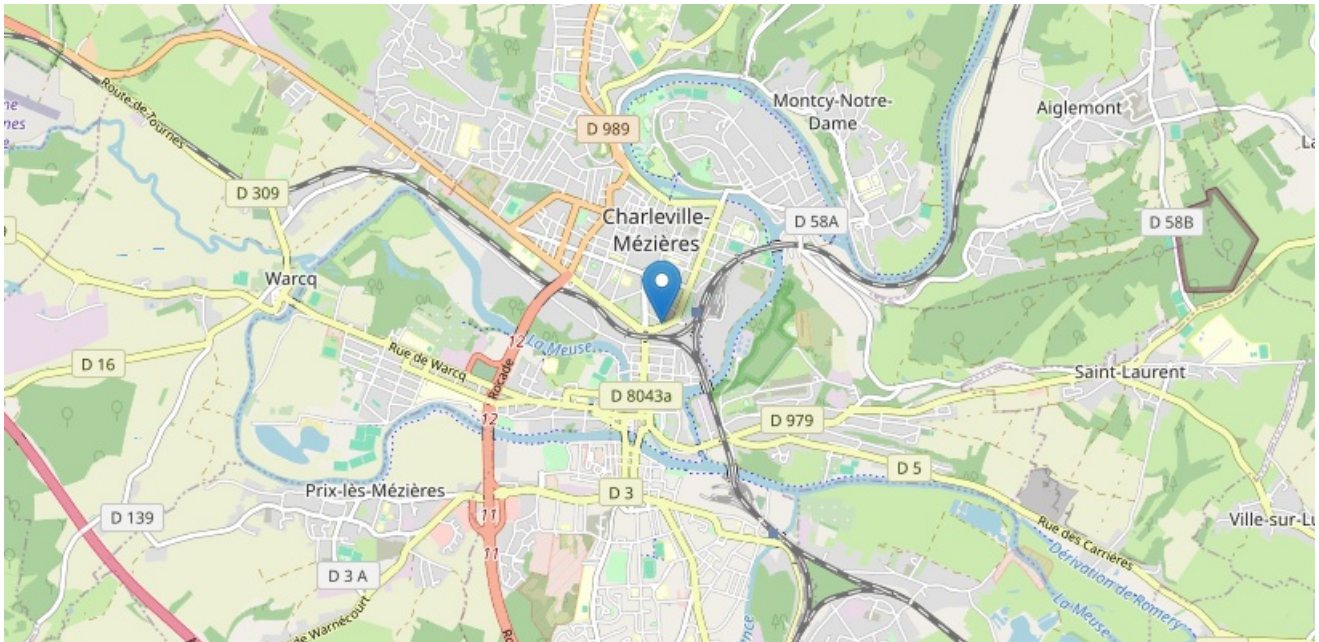 Montcy-Notre-
Dame
Aiglemont
Route de Tournes
D 989
D 309
Charleville-
Mézières
D 58A
D 58B
Warcq
12
La Meuse
Rue de Warcq
Rocade
D 16
Saint-Laurent
D 8043a
12
D 979
D 5
Prix-lès-Mézières
D 3
11
D 139
Rue des Carrières
Ville-sur-Lu
11
Dérivation de Romery
D 3 A
La Meuse
de Warnécourt